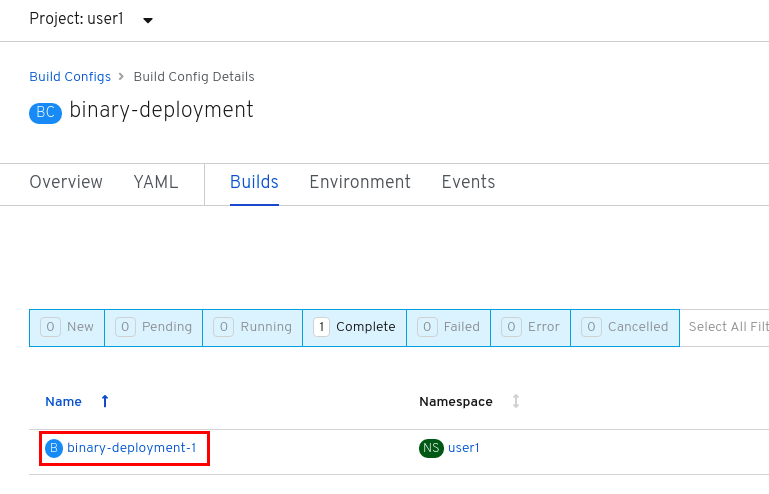 Project: user1
Build Configs > Build Config Details
BC binary-deployment
Overview YAML Builds Environment Events
0 New 0 Pending 0 Running 1 Complete 0 Failed 0 Error 0 Cancelled Select All Filt
Name Namespace
B binary-deployment-1 NS user1